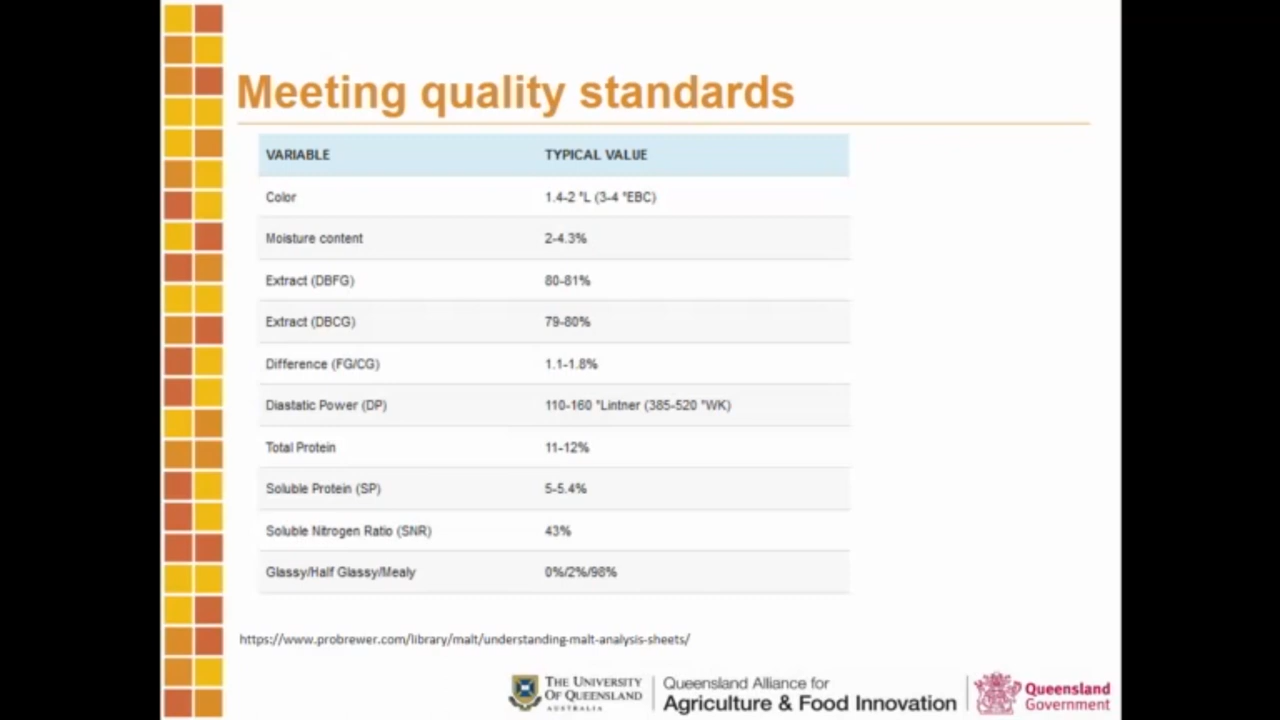 Meeting quality standards
VARIABLE TYPICAL VALUE
Color 1.4-2 °L (3-4 °EBC)
Moisture content 2-4.3%
Extract (DBFG) 80-81%
Extract (DBCG) 79-80%
Difference (FG/CG) 1.1-1.8%
Diastatic Power (DP) 110-160 °Lintner (385-520 °WK)
Total Protein 11-12%
Soluble Protein (SP) 5-5.4%
Soluble Nitrogen Ratio (SNR) 43%
Glassy/Half Glassy/Mealy 0%/2%/98%
https://www.probrewer.com/library/malt/understanding-malt-analysis-sheets/
THE UNIVERSITY
OF QUEENSLAND
AUSTRALIA
Queensland Alliance for
Agriculture & Food Innovation
Queensland
Government